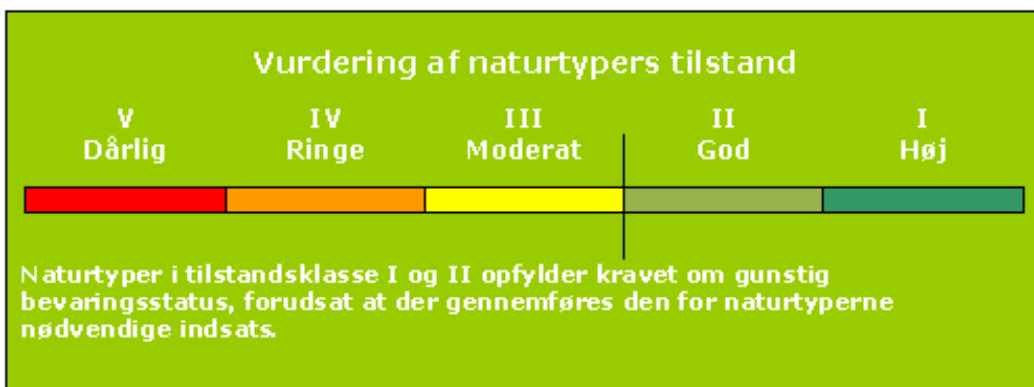 Vurdering af naturtypers tilstand
V IV III II I
Dårlig Ringe Moderat God Høj
Naturtyper i tilstandsklasse I og II opfylder kravet om gunstig
bevaringsstatus, forudsat at der gennemføres den for naturtyperne
nødvendige indsats.